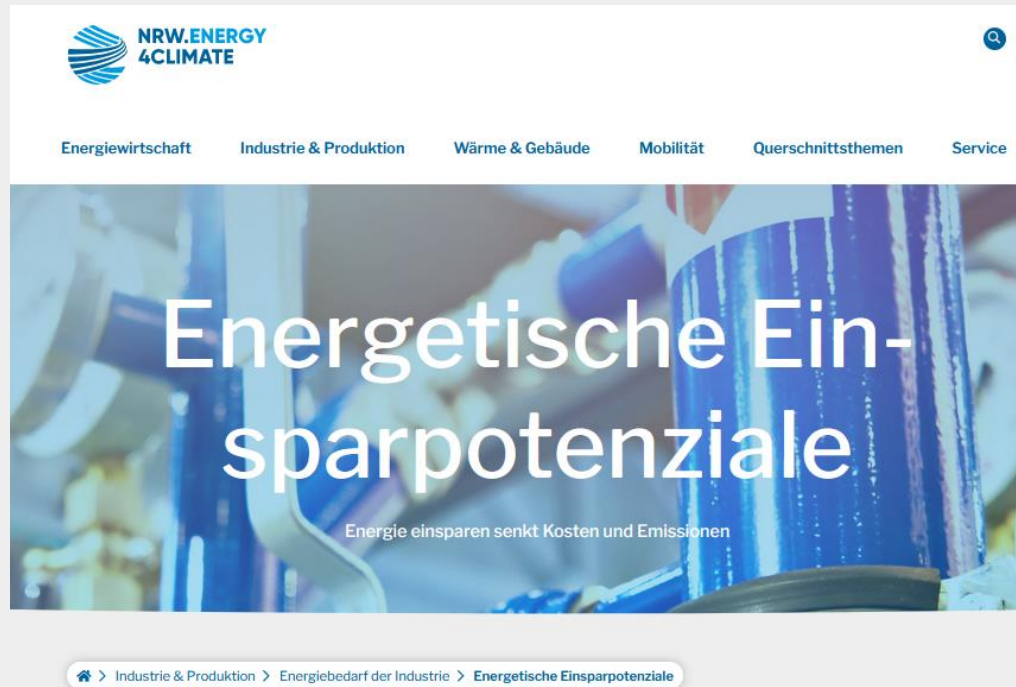 NRW.ENERGY
4CLIMATE
Energiewirtschaft Industrie & Produktion Wärme & Gebäude Mobilität Querschnittsthemen Service
Energetische Ein-
sparpotenziale
Energie einsparen senkt Kosten und Emissionen
> Industrie & Produktion > Energiebedarf der Industrie > Energetische Einsparpotenziale